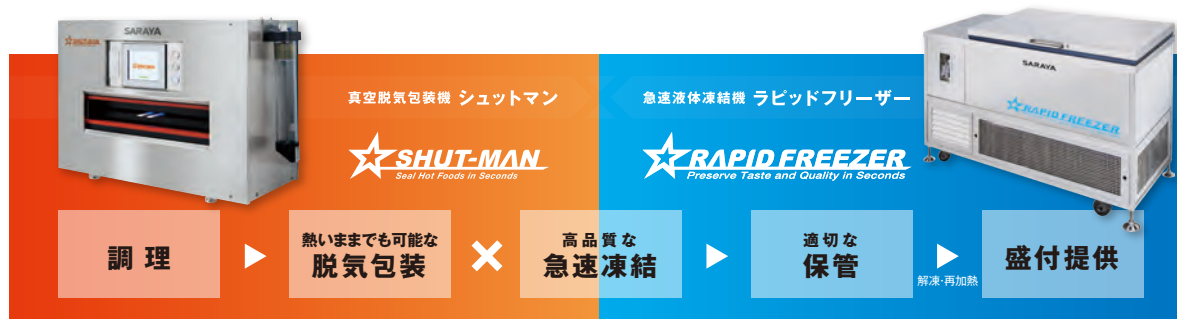 SARAYA
SHUT-MAN
真空脱気包装機 シュットマン
SHUT-MAN
Seal Hot Foods in Seconds
急速液体凍結機 ラピッドフリーザー
RAPID FREEZER
Preserve Taste and Quality in Seconds
SARAYA
RAPID FREEZER
調理
熱いままでも可能な
脱気包装
×
高品質な
急速凍結
適切な
保管
解凍·再加熱
盛付提供